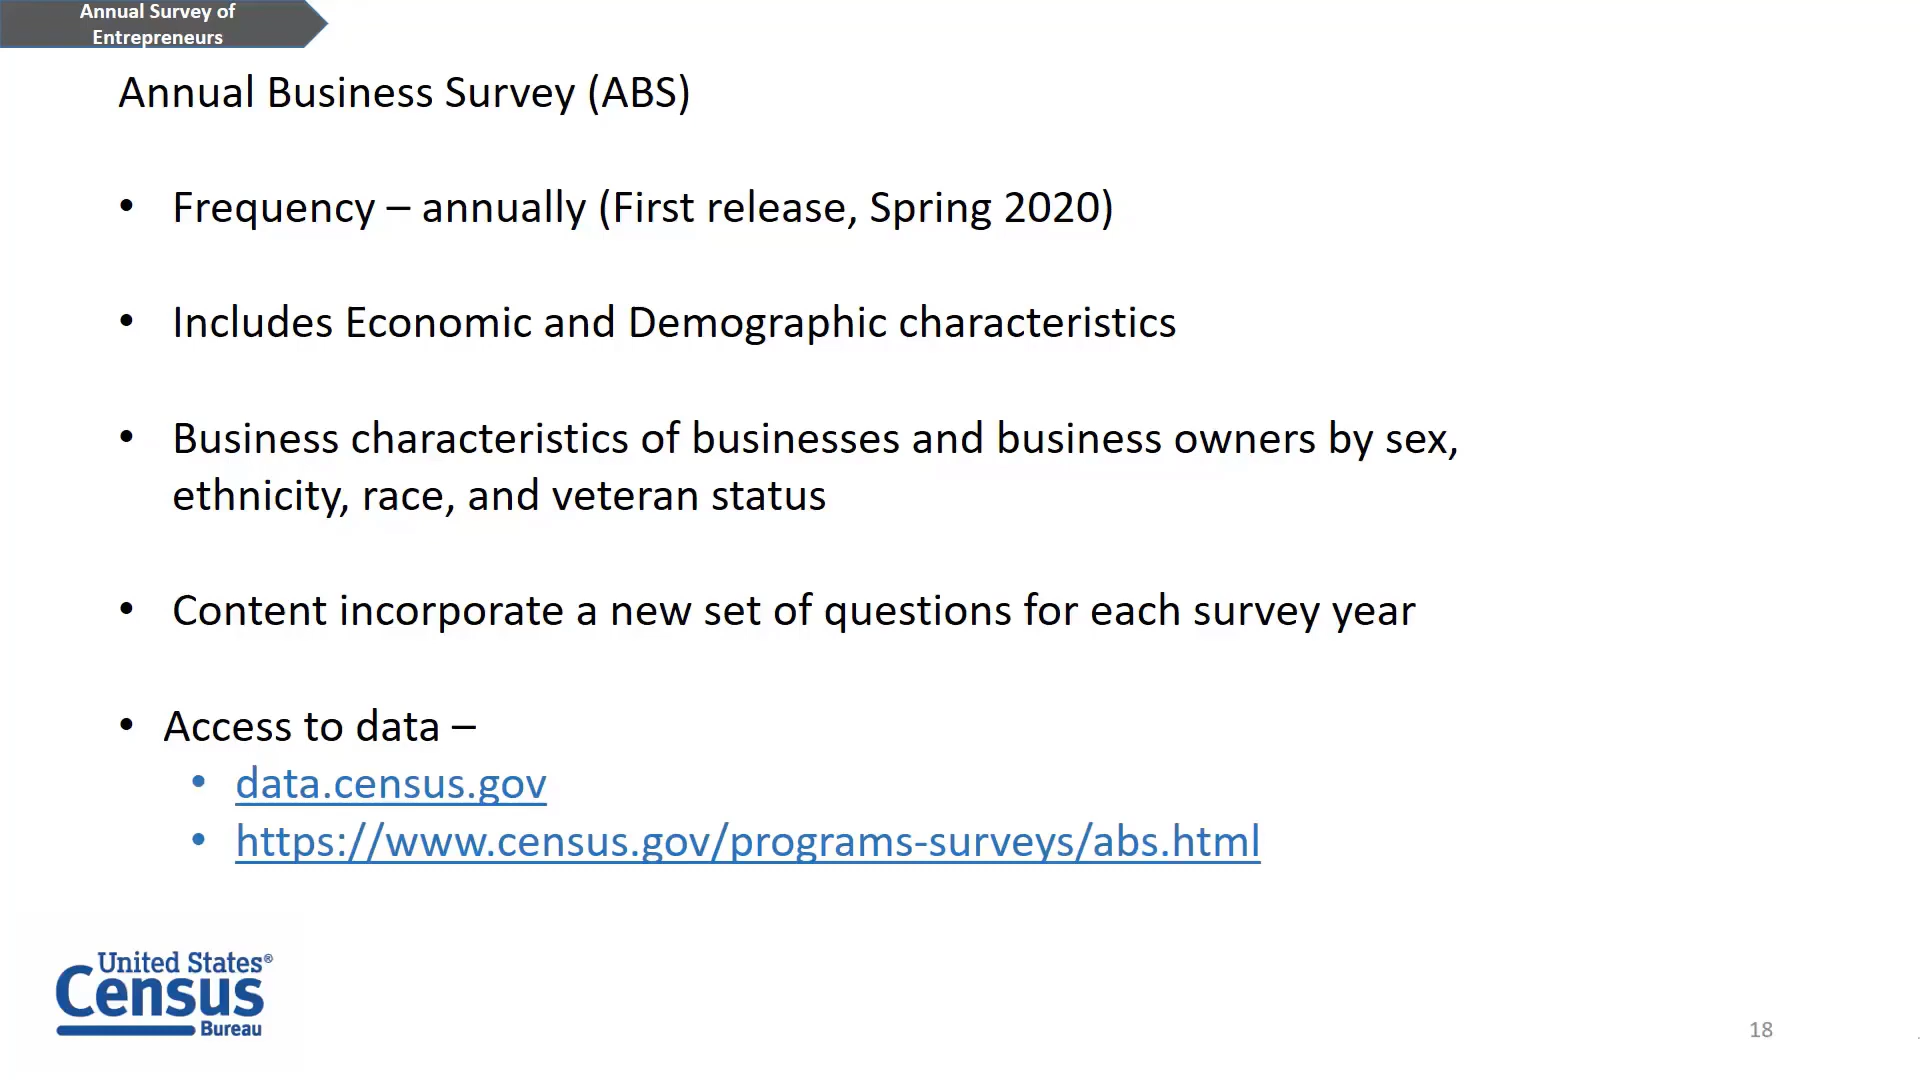 Annual Survey of
Entrepreneurs
Annual Business Survey (ABS)
• Frequency – annually (First release, Spring 2020)
• Includes Economic and Demographic characteristics
• Business characteristics of businesses and business owners by sex,
ethnicity, race, and veteran status
• Content incorporate a new set of questions for each survey year
• Access to data –
• data.census.gov
• https://www.census.gov/programs-surveys/abs.html
United States®
Census
Bureau
18